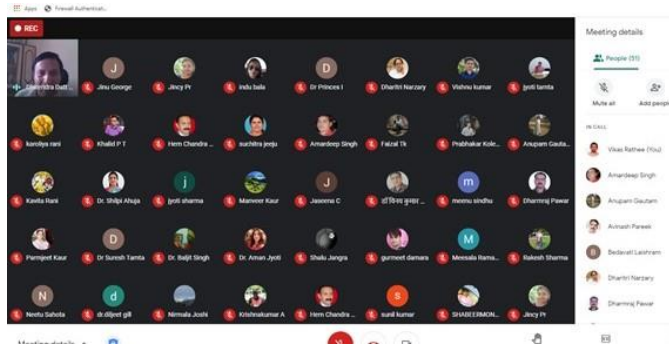 Apps Firewall Authenticat..
REC
Meeting details
People (51)
Dharmendra Datt ... Jinu George Jincy Pr indu bala Dr Princes I Dharitri Narzary Vishnu kumar jyoti tamta
Mute all Add people
IN CALL
karoliya rani Khalid P T Hem Chandra ... suchitra jeeju Amardeep Singh Faizal Tk Prabhakar Kole... Anupam Gauta...
Vikas Rathee (You)
Amardeep Singh
Kavita Rani Dr. Shilpi Ahuja jyoti sharma Manveer Kaur Jaseena C डॉ विनय कुमार ... meenu sindhu Dharmraj Pawar
Anupam Gautam
Avinash Pareek
Parmjeet Kaur Dr Suresh Tamta Dr. Baljit Singh Dr. Aman Jyoti Shalu Jangra gurmeet damara Meesala Rama... Rakesh Sharma
Bedavati Laishram
Dharitri Narzary
Neetu Sahota dr.diljeet gill Nirmala Joshi Krishnakumar A Hem Chandra ... sunil kumar SHABEERMON... Jincy Pr
Dharmraj Pawar
Meeting details